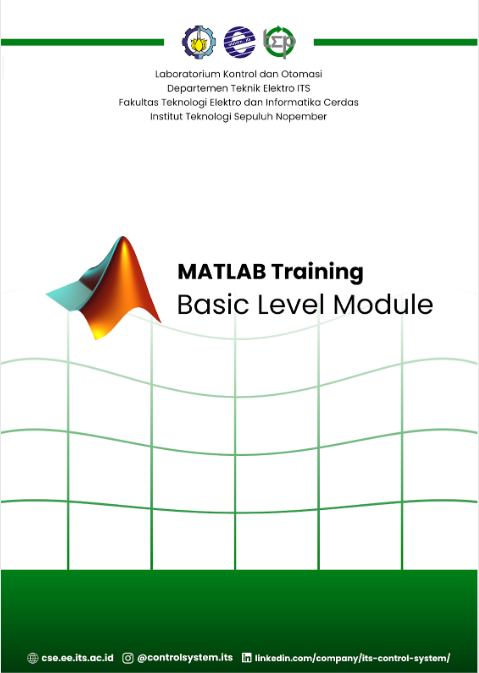 Laboratorium Kontrol dan Otomasi
Departemen Teknik Elektro ITS
Fakultas Teknologi Elektro dan Informatika Cerdas
Institut Teknologi Sepuluh Nopember
MATLAB Training
Basic Level Module
cse.ee.its.ac.id @controlsystem.its linkedin.com/company/its-control-system/